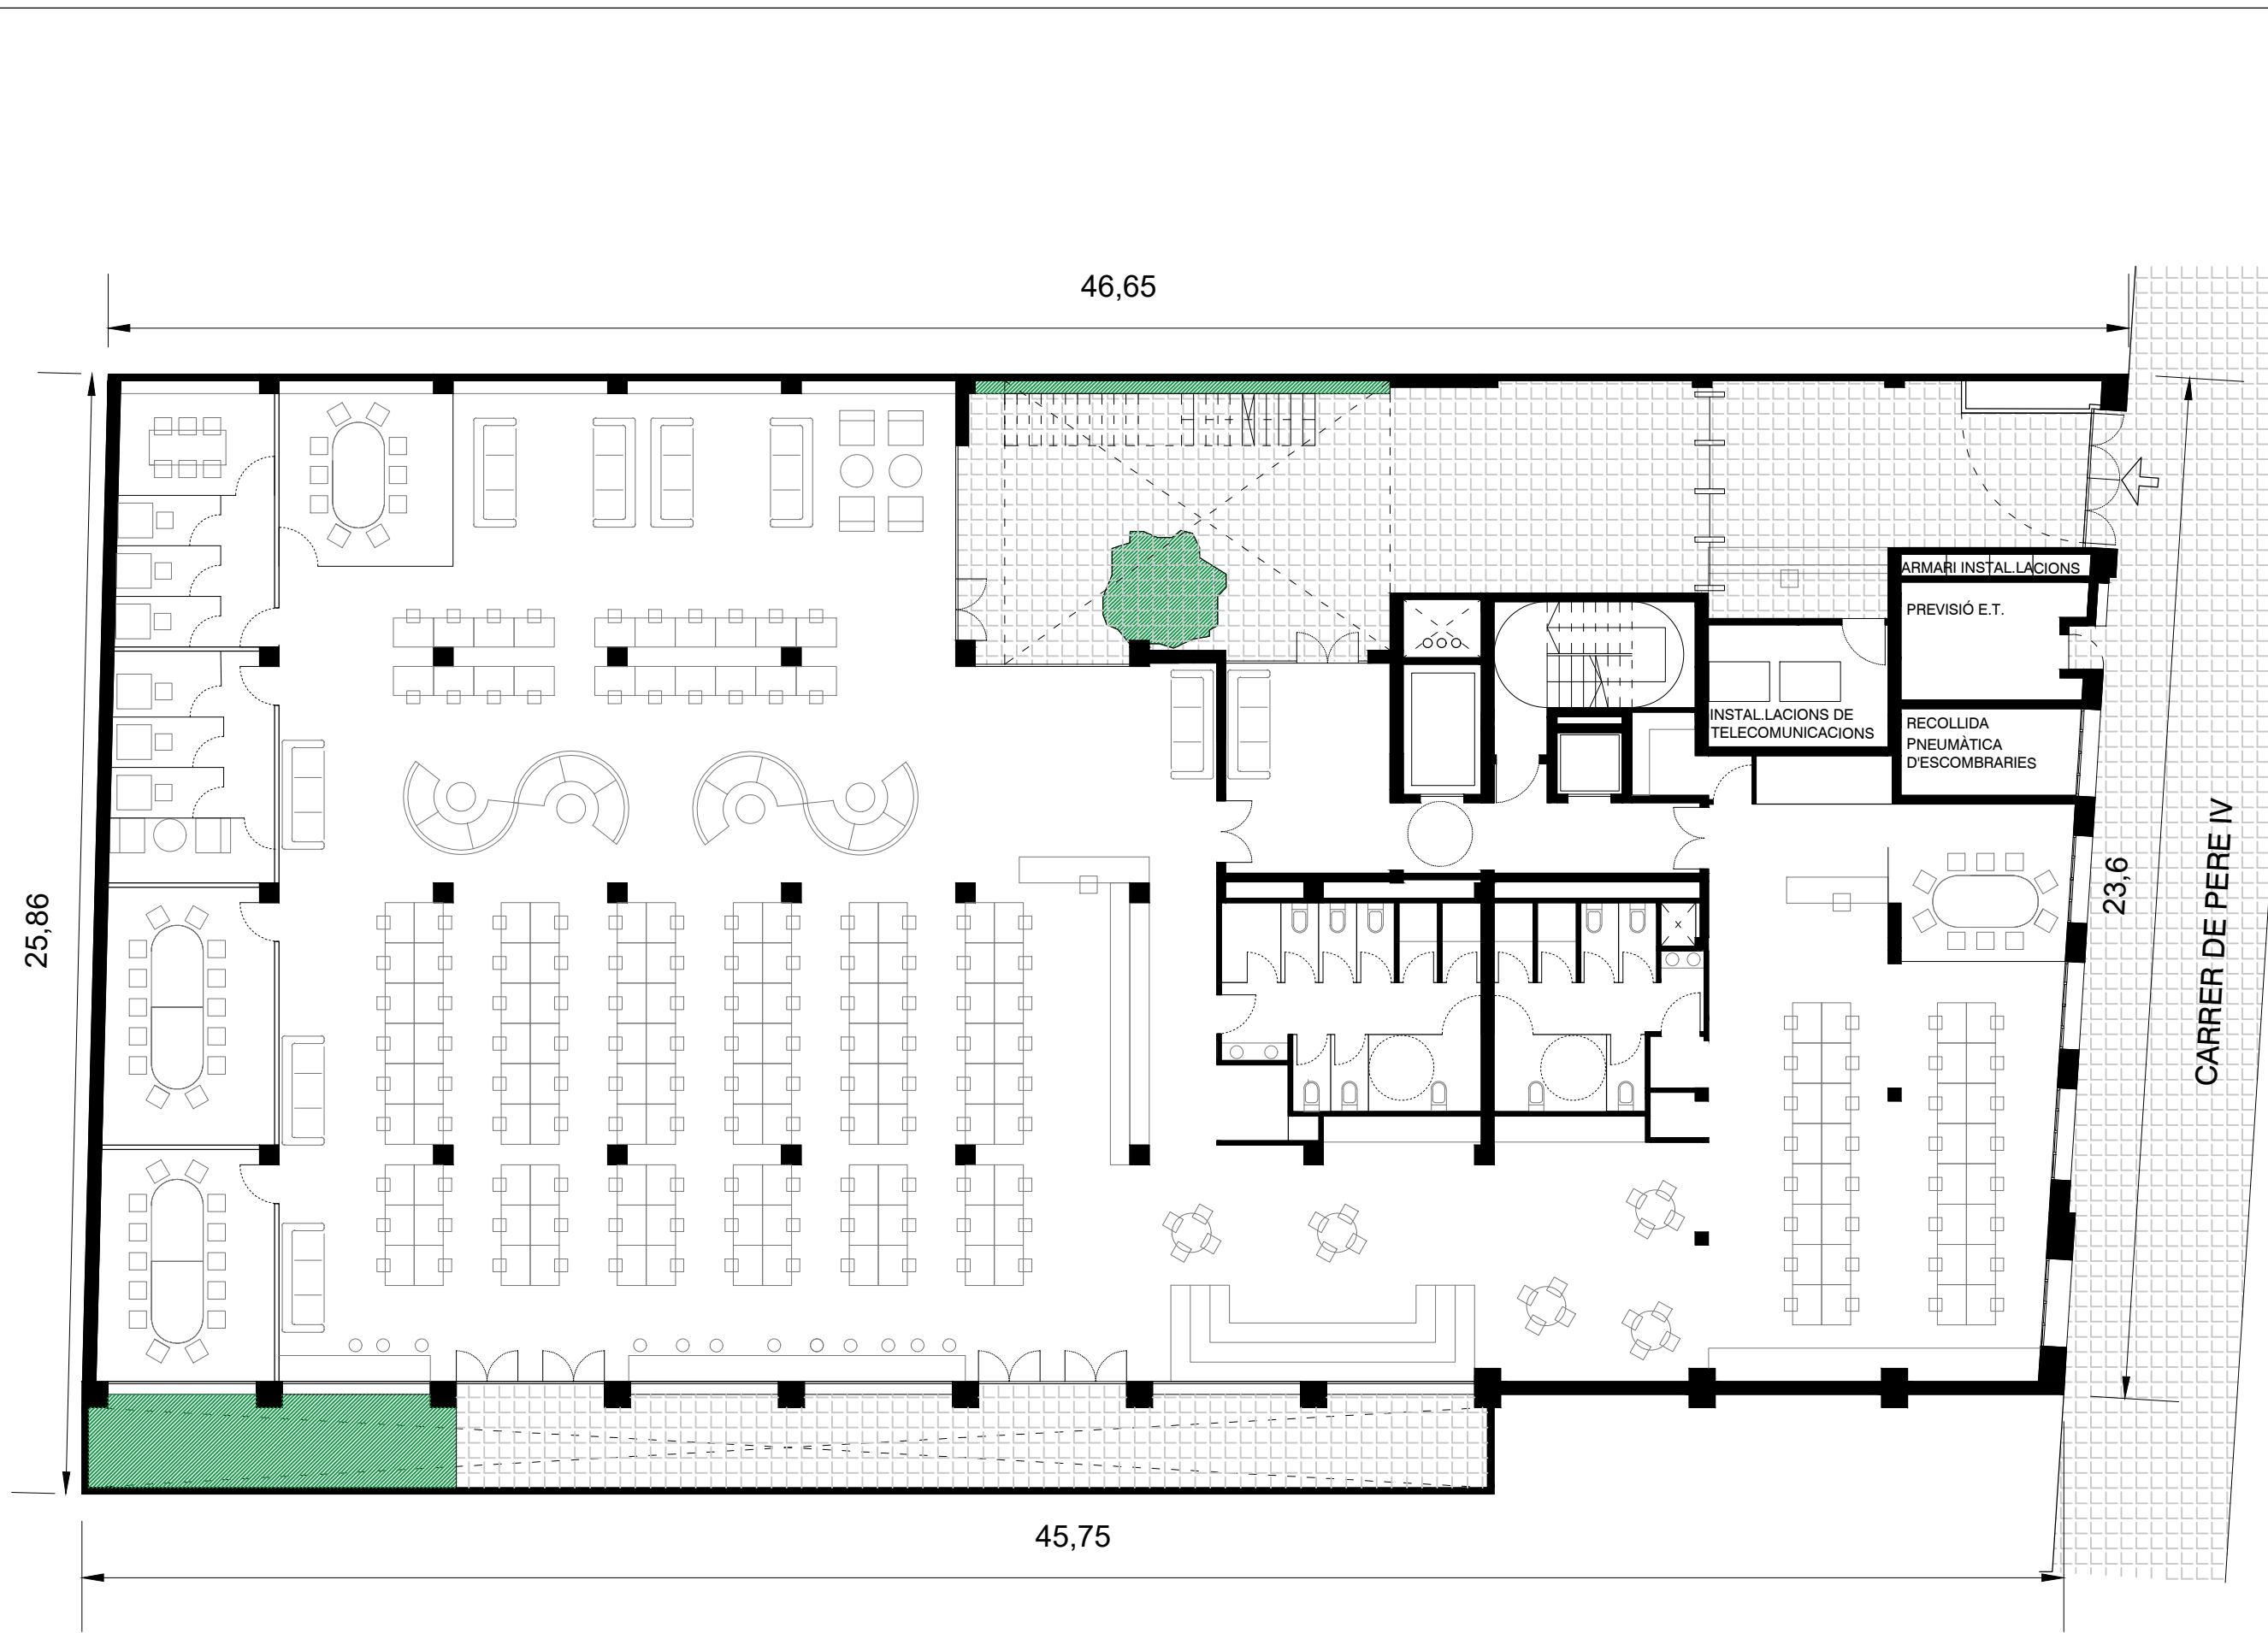 46,65
ARMARI INSTAL.LACIONS
PREVISIÓ E.T.
INSTAL.LACIONS DE
TELECOMUNICACIONS
RECOLLIDA
PNEUMÀTICA
D'ESCOMBRARIES
25,86
23,6
CARRER DE PERE IV
x
45,75